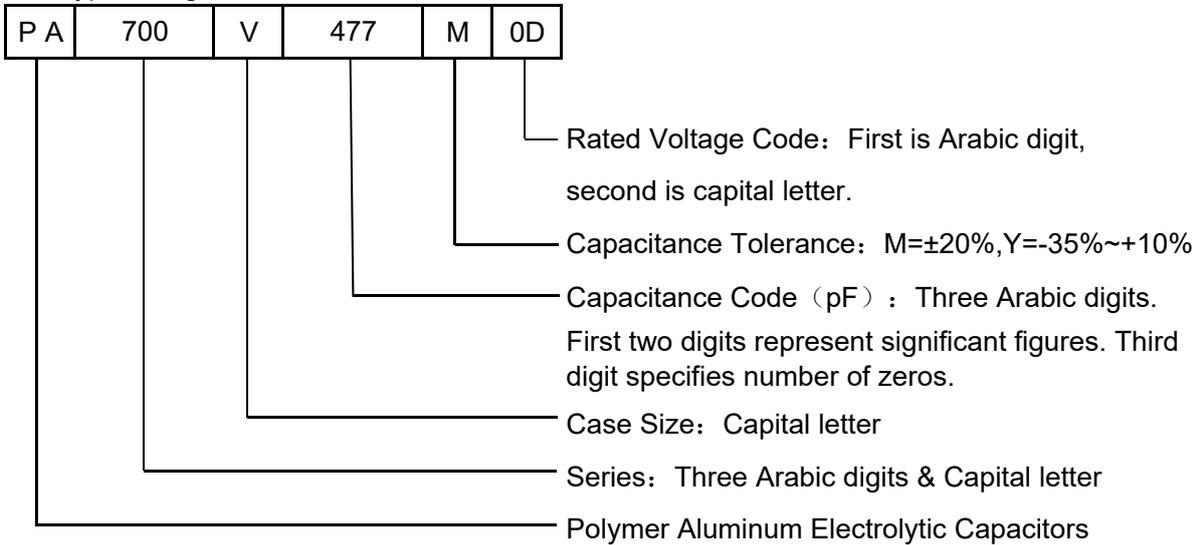 PA 700 V 477 M 0D
Rated Voltage Code：First is Arabic digit,
second is capital letter.
Capacitance Tolerance：M=±20%,Y=-35%~+10%
Capacitance Code（pF）：Three Arabic digits.
First two digits represent significant figures. Third
digit specifies number of zeros.
Case Size：Capital letter
Series：Three Arabic digits & Capital letter
Polymer Aluminum Electrolytic Capacitors